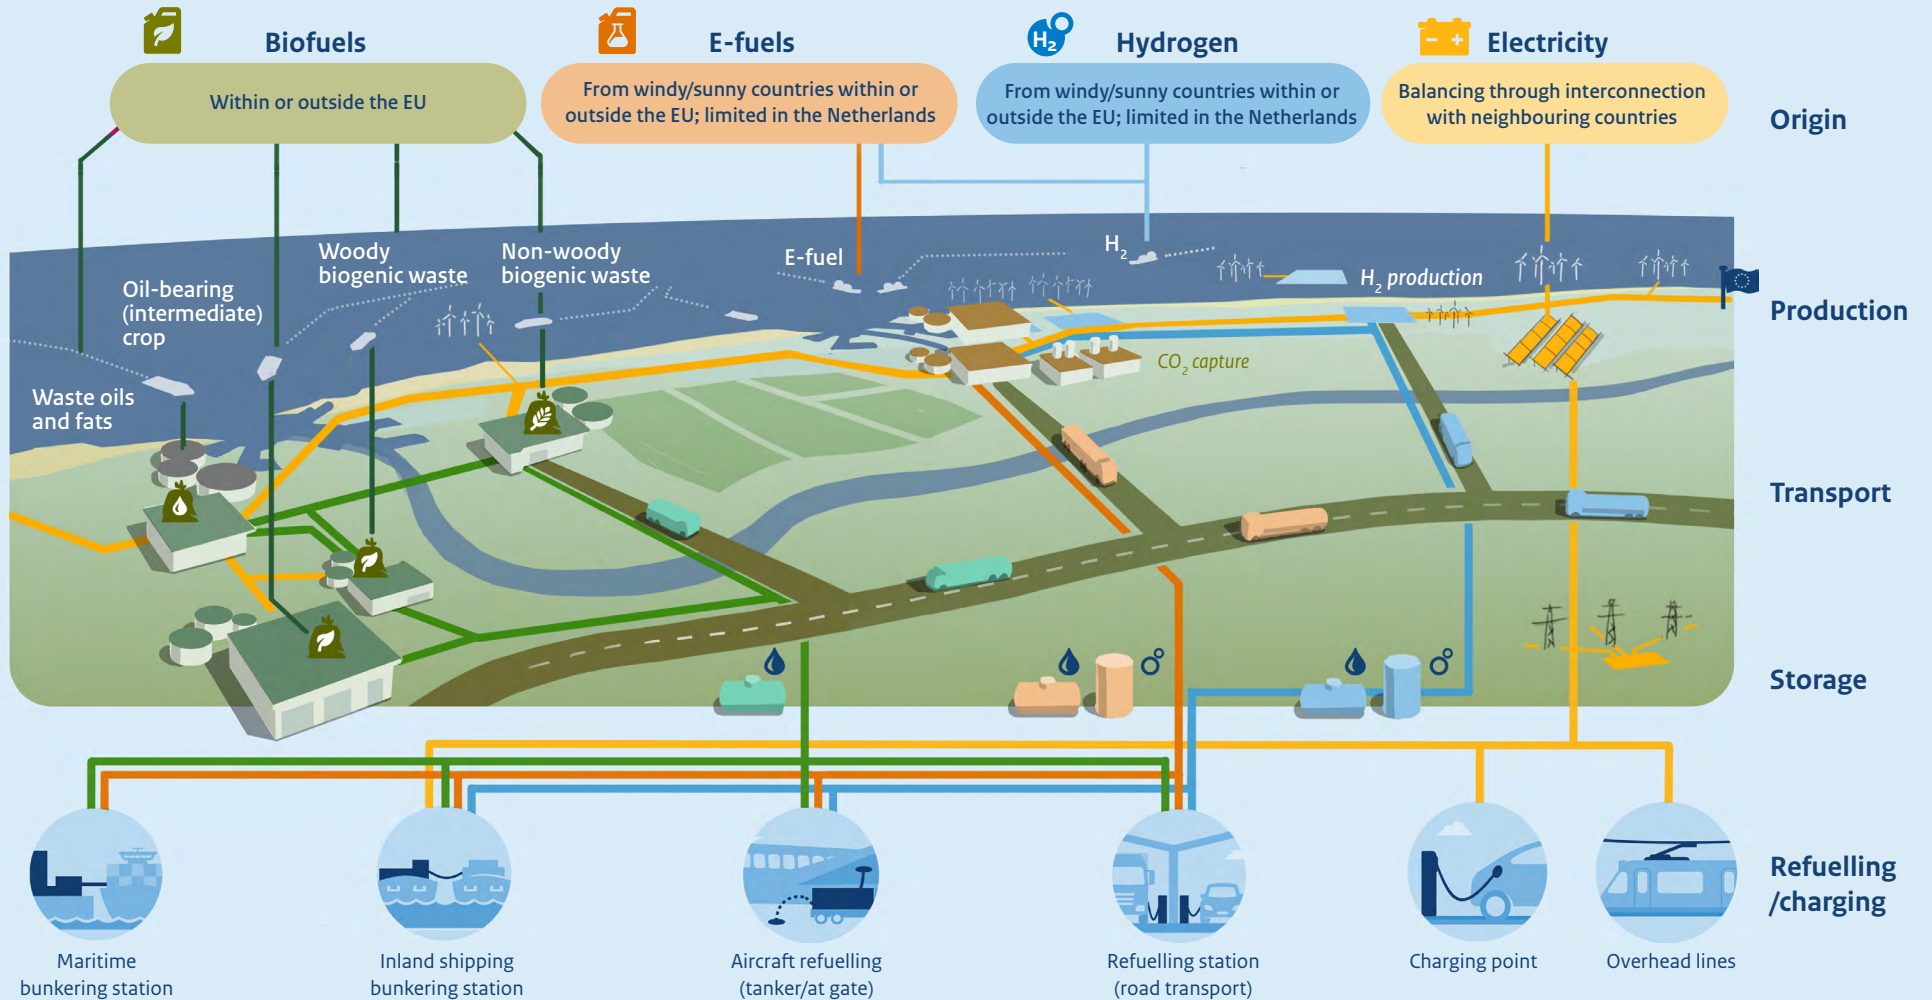 Biofuels
E-fuels
H2
Hydrogen
- +
Electricity
Within or outside the EU
From windy/sunny countries within or
outside the EU; limited in the Netherlands
From windy/sunny countries within or
outside the EU; limited in the Netherlands
Balancing through interconnection
with neighbouring countries
Origin
Woody
biogenic waste
Non-woody
biogenic waste
E-fuel
H2
H2 production
Oil-bearing
(intermediate)
crop
Production
CO2 capture
Waste oils
and fats
Transport
Storage
Refuelling
/charging
Maritime
bunkering station
Inland shipping
bunkering station
Aircraft refuelling
(tanker/at gate)
Refuelling station
(road transport)
Charging point
Overhead lines